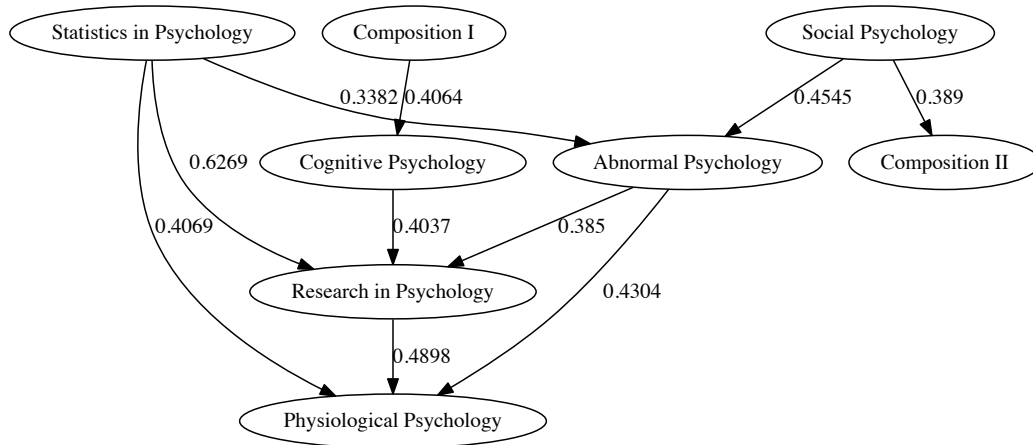 Statistics in Psychology
Composition I
Social Psychology
0.3382
0.4064
0.4545
0.389
0.6269
Cognitive Psychology
Abnormal Psychology
Composition II
0.4069
0.4037
0.385
Research in Psychology
0.4304
0.4898
Physiological Psychology